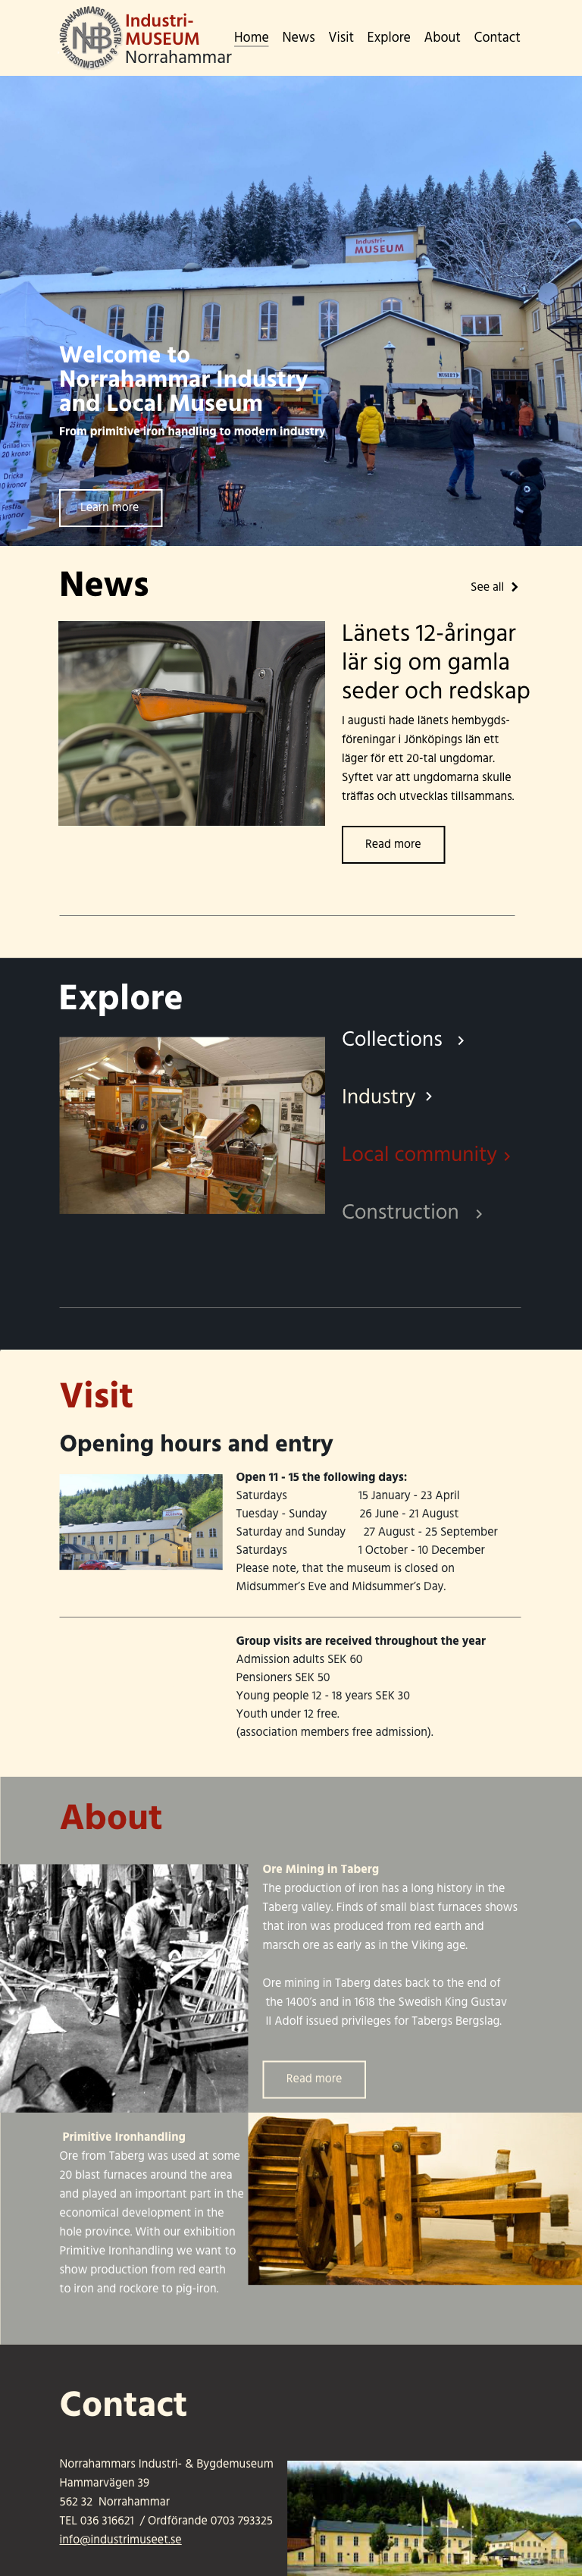 NORRAHAMMARS INDUSTRI & BYGDEMUSEUM
NHB
Industri-
MUSEUM
Norrahammar
Home News Visit Explore About Contact
Industri-
MUSEUM
MUSEET
Welcome to
Norrahammar Industry
and Local Museum
From primitive iron handling to modern industry
20 kronor
Dricka
10 kronor
Learn more
News
See all
Länets 12-åringar
lär sig om gamla
seder och redskap
I augusti hade länets hembygds-
föreningar i Jönköpings län ett
läger för ett 20-tal ungdomar.
Syftet var att ungdomarna skulle
träffas och utvecklas tillsammans.
Read more
Explore
Collections
Industry
Local community
Construction
Visit
Opening hours and entry
Open 11 - 15 the following days:
Saturdays 15 January - 23 April
Tuesday - Sunday 26 June - 21 August
Saturday and Sunday 27 August - 25 September
Saturdays 1 October - 10 December
Please note, that the museum is closed on
Midsummer’s Eve and Midsummer’s Day.
Group visits are received throughout the year
Admission adults SEK 60
Pensioners SEK 50
Young people 12 - 18 years SEK 30
Youth under 12 free.
(association members free admission).
About
Ore Mining in Taberg
The production of iron has a long history in the
Taberg valley. Finds of small blast furnaces shows
that iron was produced from red earth and
marsch ore as early as in the Viking age.
Ore mining in Taberg dates back to the end of
the 1400’s and in 1618 the Swedish King Gustav
II Adolf issued privileges for Tabergs Bergslag.
Read more
Primitive Ironhandling
Ore from Taberg was used at some
20 blast furnaces around the area
and played an important part in the
economical development in the
hole province. With our exhibition
Primitive Ironhandling we want to
show production from red earth
to iron and rockore to pig-iron.
Contact
Norrahammars Industri- & Bygdemuseum
Hammarvägen 39
562 32 Norrahammar
TEL 036 316621 / Ordförande 0703 793325
info@industrimuseet.se